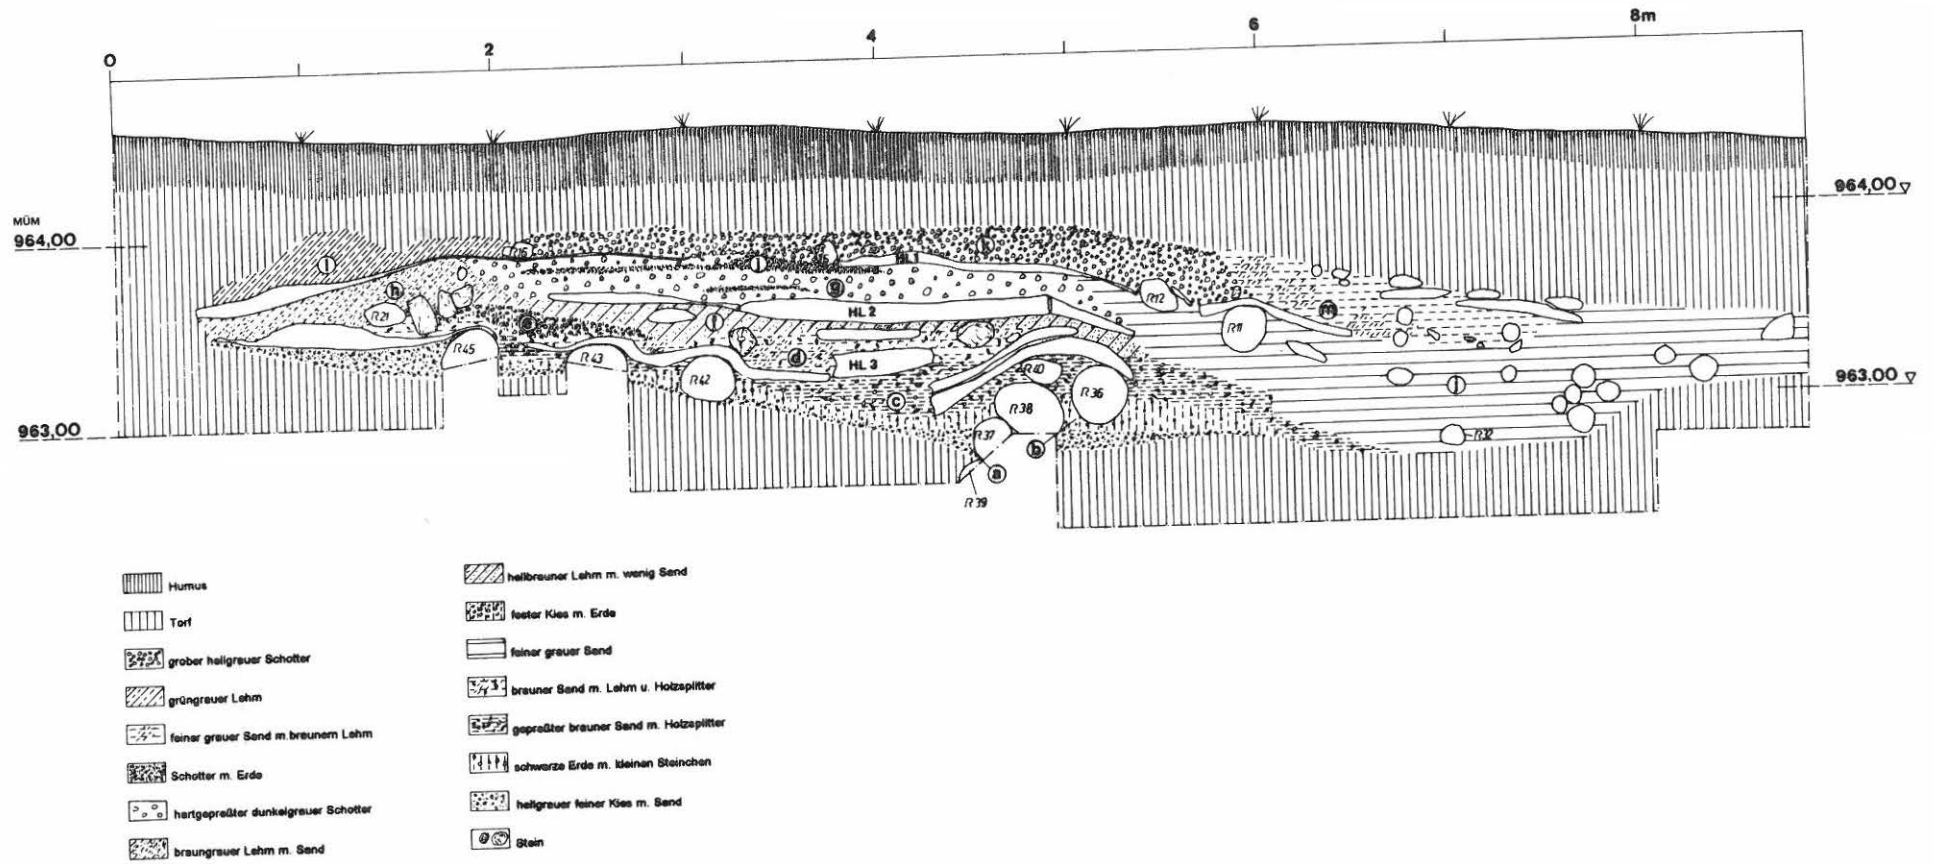 0 2 4 6 8m
964,00
MÜM
964,00
k
l
R16
HL1
j
h
g
R12
m
R21
HL 2
f
e
R11
R45
R43
d
HL 3
963,00
R42
R40
i
R36
c
R38
963,00
R37
R32
b
a
R39
Humus
Torf
grober hellgrauer Schotter
grüngrauer Lehm
feiner grauer Sand m.braunem Lehm
Schotter m. Erde
hartgepreßter dunkelgrauer Schotter
braungrauer Lehm m. Sand
hellbrauner Lehm m. wenig Sand
fester Kies m. Erde
feiner grauer Sand
brauner Sand m. Lehm u. Holzsplitter
gepreßter brauner Sand m. Holzsplitter
schwarze Erde m. kleinen Steinchen
hellgrauer feiner Kies m. Sand
Stein